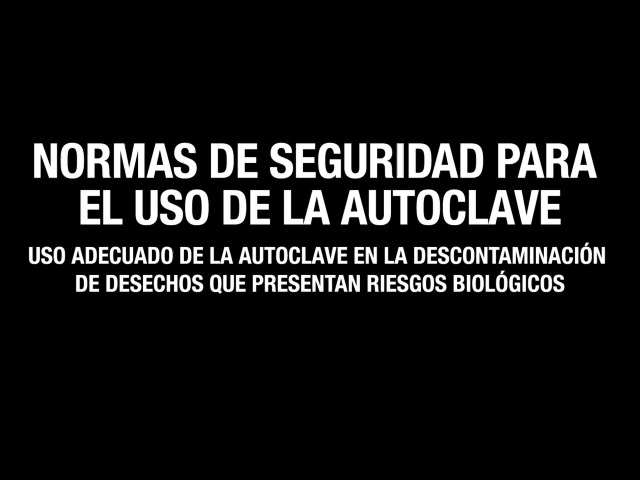 NORMAS DE SEGURIDAD PARA
EL USO DE LA AUTOCLAVE
USO ADECUADO DE LA AUTOCLAVE EN LA DESCONTAMINACIÓN
DE DESECHOS QUE PRESENTAN RIESGOS BIOLÓGICOS